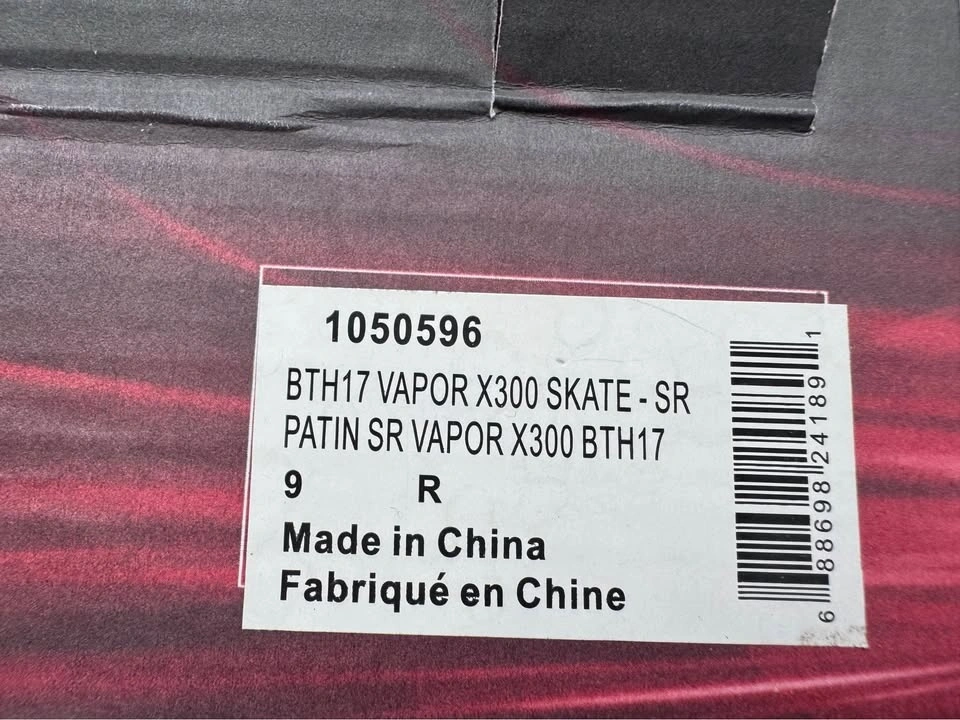 1050596
BTH17 VAPOR X300 SKATE - SR
PATIN SR VAPOR X300 BTH17
9 R
Made in China
Fabriqué en Chine
6 88698 24189 1